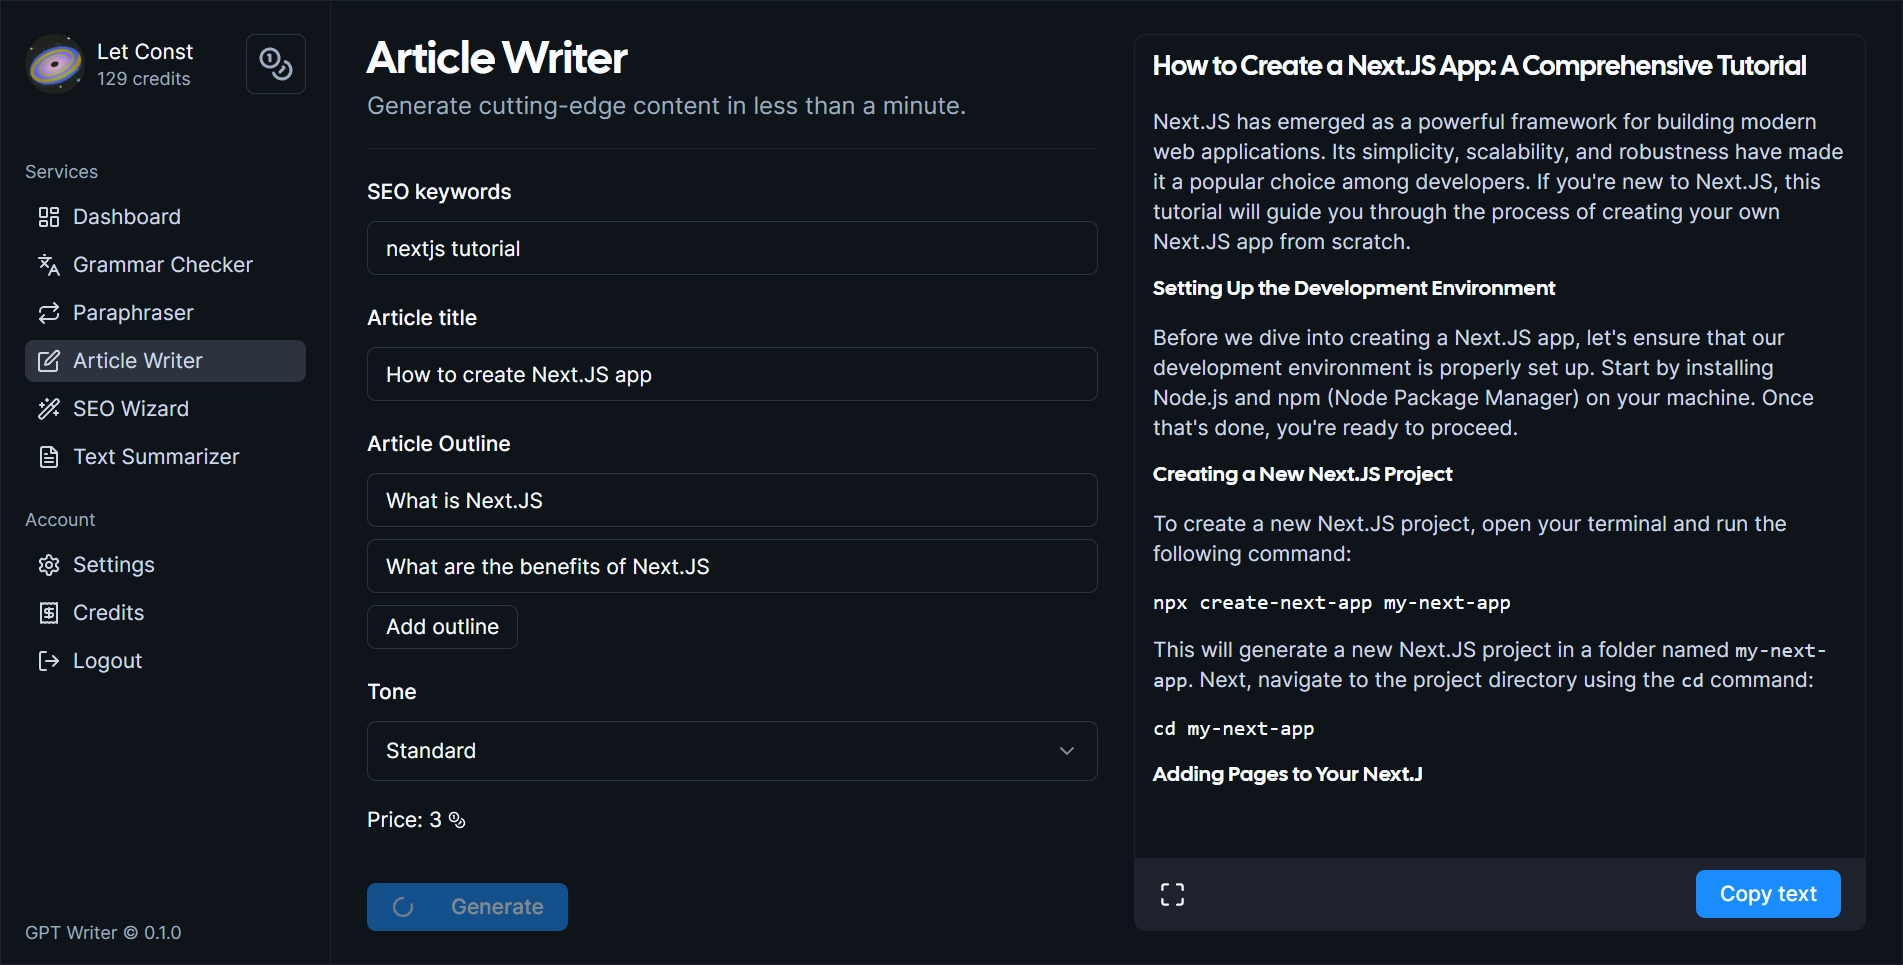 Let Const
129 credits
Services
Dashboard
Grammar Checker
Paraphraser
Article Writer
SEO Wizard
Text Summarizer
Account
Settings
Credits
Logout
GPT Writer © 0.1.0
Article Writer
Generate cutting-edge content in less than a minute.
SEO keywords
nextjs tutorial
Article title
How to create Next.JS app
Article Outline
What is Next.JS
What are the benefits of Next.JS
Add outline
Tone
Standard
Price: 3
Generate
How to Create a Next.JS App: A Comprehensive Tutorial
Next.JS has emerged as a powerful framework for building modern
web applications. Its simplicity, scalability, and robustness have made
it a popular choice among developers. If you're new to Next.JS, this
tutorial will guide you through the process of creating your own
Next.JS app from scratch.
Setting Up the Development Environment
Before we dive into creating a Next.JS app, let's ensure that our
development environment is properly set up. Start by installing
Node.js and npm (Node Package Manager) on your machine. Once
that's done, you're ready to proceed.
Creating a New Next.JS Project
To create a new Next.JS project, open your terminal and run the
following command:
npx create-next-app my-next-app
This will generate a new Next.JS project in a folder named my-next-
app. Next, navigate to the project directory using the cd command:
cd my-next-app
Adding Pages to Your Next.J
Copy text